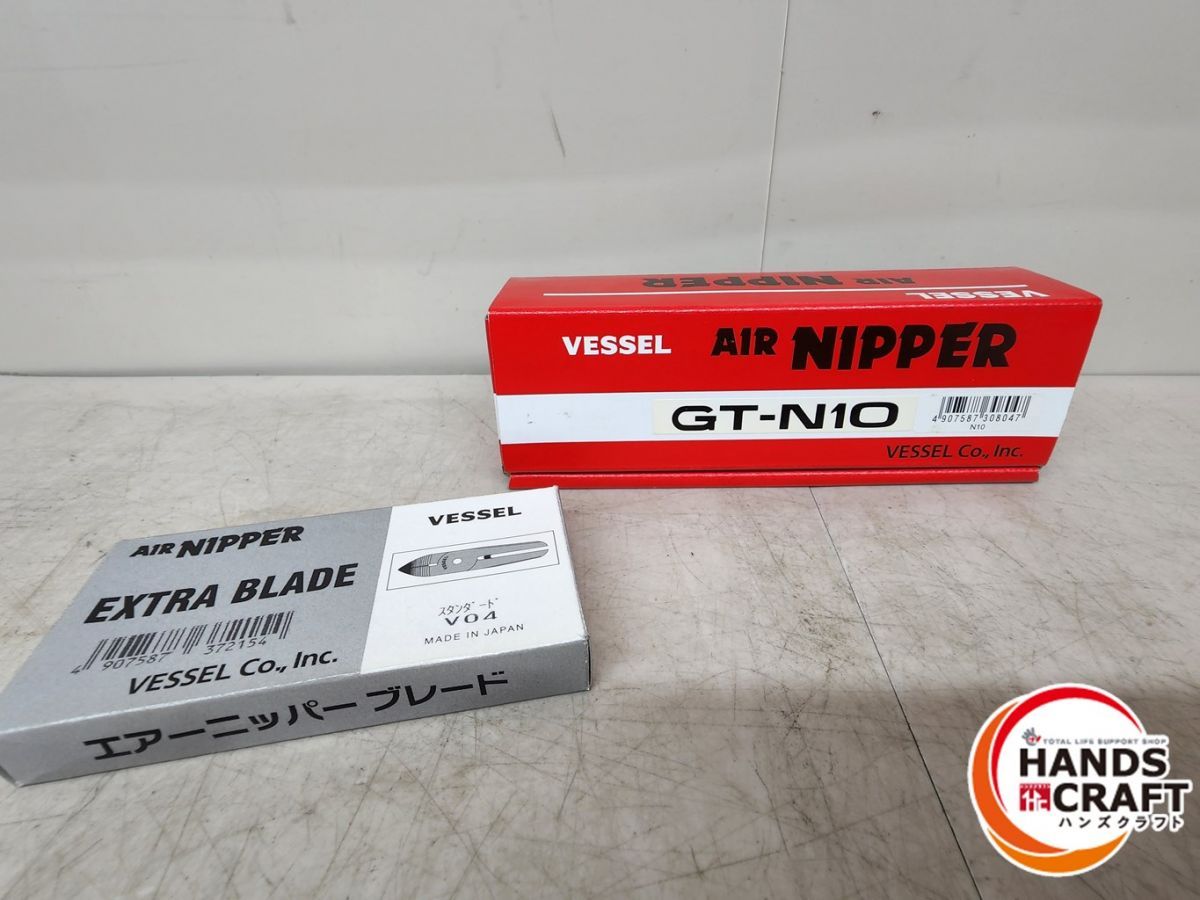 AIR NIPPER
VESSEL
VESSEL AIR NIPPER
GT-N10
4 907587 308047
N10
VESSEL Co., Inc.
AIR NIPPER
EXTRA BLADE
4 907587 372154
VESSEL Co., Inc.
VESSEL
スタンダード
V04
MADE IN JAPAN
エアーニッパー ブレード
TOTAL LIFE SUPPORT SHOP
HANDS
CRAFT
ハンズクラフト